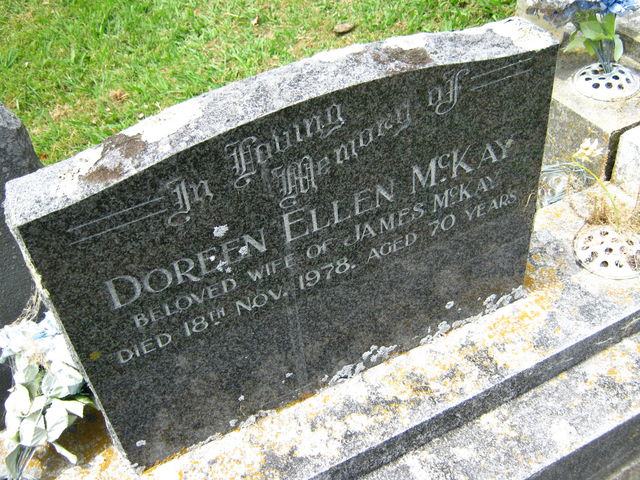 In Loving
Memory of
DOREEN ELLEN McKAY
BELOVED WIFE OF JAMES McKAY
DIED 18TH NOV. 1978. AGED 70 YEARS